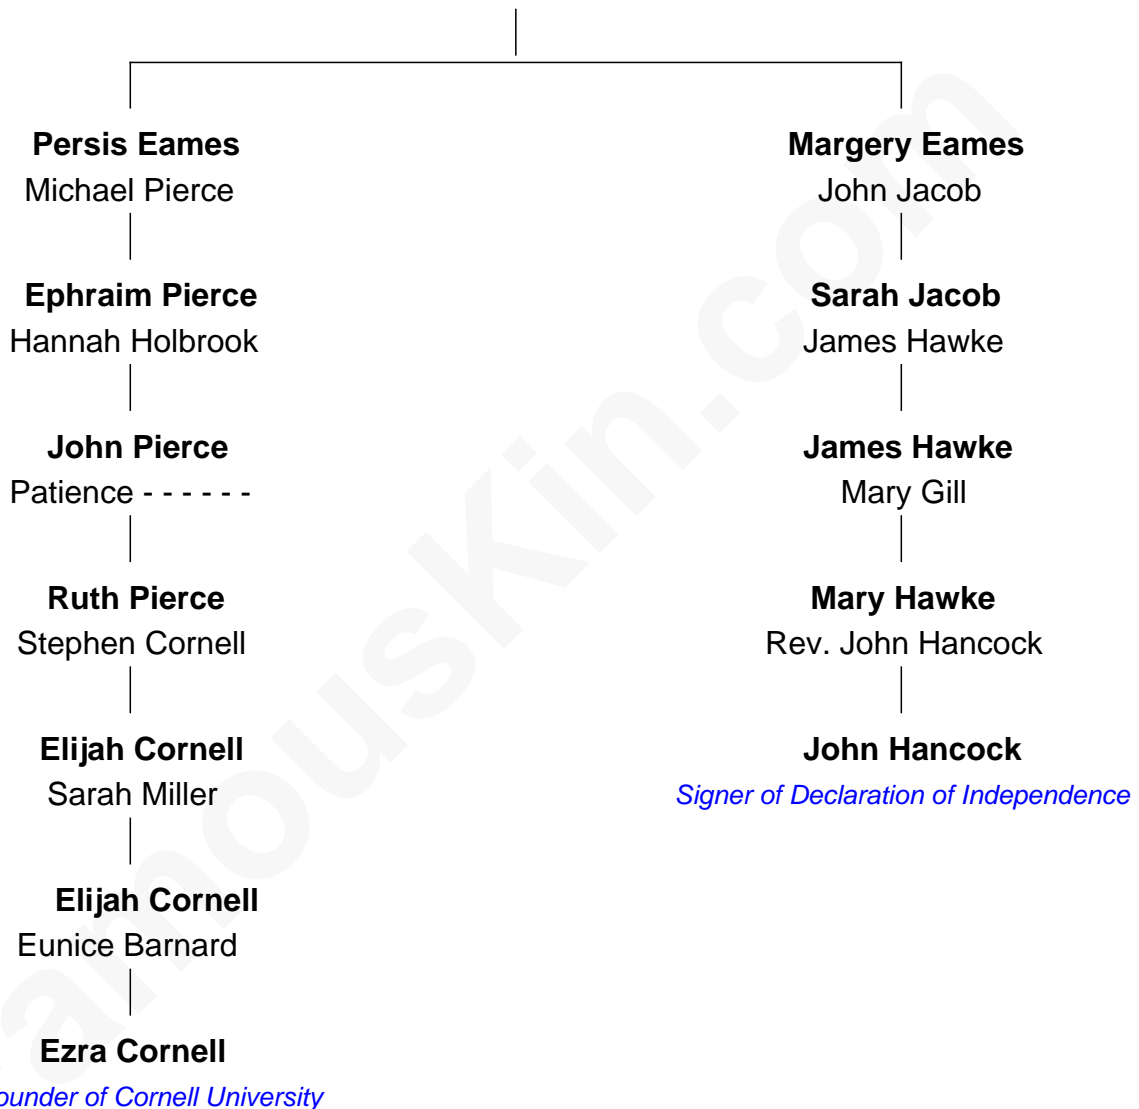 Persis Eames
Michael Pierce
Ephraim Pierce
Hannah Holbrook
John Pierce
Patience - - - - - -
Ruth Pierce
Stephen Cornell
Elijah Cornell
Sarah Miller
Elijah Cornell
Eunice Barnard
Ezra Cornell
ounder of Cornell University
Margery Eames
John Jacob
Sarah Jacob
James Hawke
James Hawke
Mary Gill
Mary Hawke
Rev. John Hancock
John Hancock
Signer of Declaration of Independence
amousKin.com